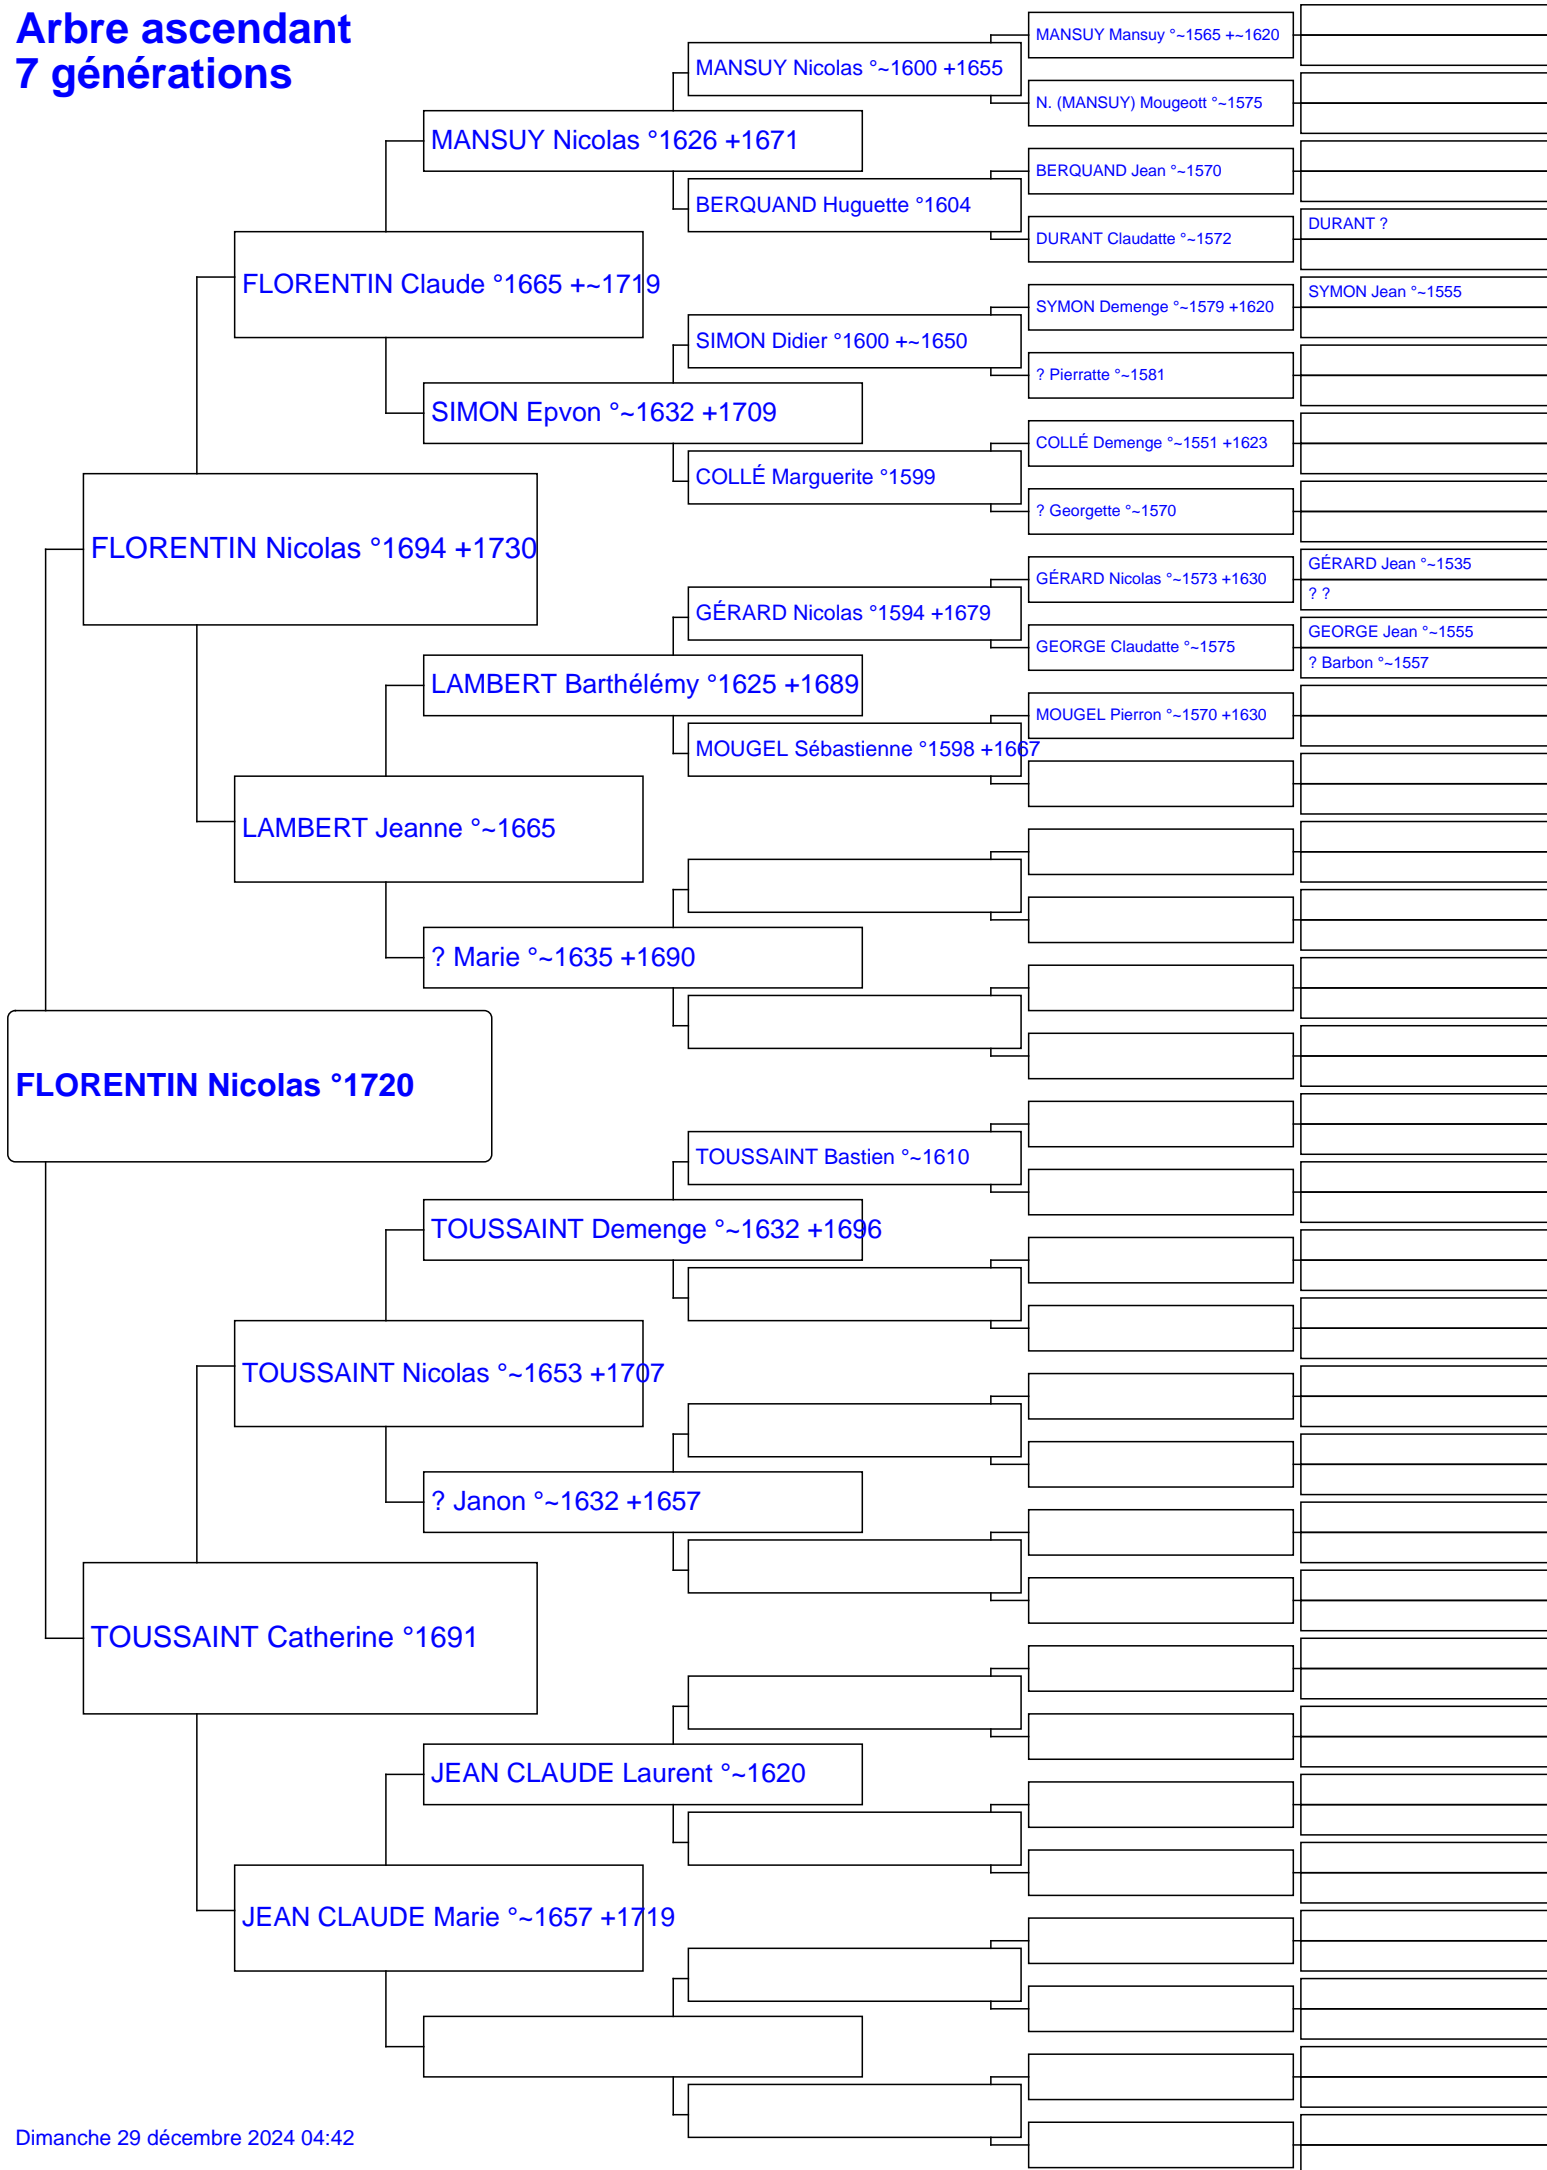 Arbre ascendant
7 générations
MANSUY Mansuy °~1565 +~1620
MANSUY Nicolas °~1600 +1655
N. (MANSUY) Mougeott °~1575
MANSUY Nicolas °1626 +1671
BERQUAND Jean °~1570
BERQUAND Huguette °1604
DURANT ?
DURANT Claudatte °~1572
FLORENTIN Claude °1665 +~1719
SYMON Jean °~1555
SYMON Demenge °~1579 +1620
SIMON Didier °1600 +~1650
? Pierratte °~1581
SIMON Epvon °~1632 +1709
COLLÉ Demenge °~1551 +1623
COLLÉ Marguerite °1599
? Georgette °~1570
FLORENTIN Nicolas °1694 +1730
GÉRARD Jean °~1535
GÉRARD Nicolas °~1573 +1630
? ?
GÉRARD Nicolas °1594 +1679
GEORGE Jean °~1555
GEORGE Claudatte °~1575
? Barbon °~1557
LAMBERT Barthélémy °1625 +1689
MOUGEL Pierron °~1570 +1630
MOUGEL Sébastienne °1598 +1667
LAMBERT Jeanne °~1665
? Marie °~1635 +1690
FLORENTIN Nicolas °1720
TOUSSAINT Bastien °~1610
TOUSSAINT Demenge °~1632 +1696
TOUSSAINT Nicolas °~1653 +1707
? Janon °~1632 +1657
TOUSSAINT Catherine °1691
JEAN CLAUDE Laurent °~1620
JEAN CLAUDE Marie °~1657 +1719
Dimanche 29 décembre 2024 04:42